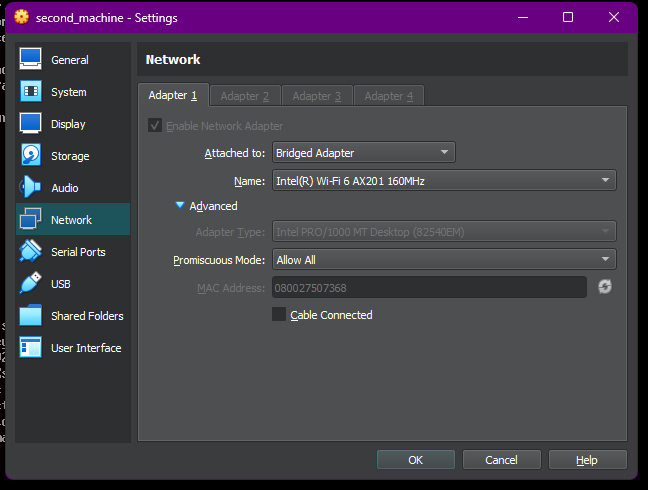 second_machine - Settings
General
System
Display
Storage
Audio
Network
Serial Ports
USB
Shared Folders
User Interface
Network
Adapter 1 Adapter 2 Adapter 3 Adapter 4
Enable Network Adapter
Attached to: Bridged Adapter
Name: Intel(R) Wi-Fi 6 AX201 160MHz
Advanced
Adapter Type: Intel PRO/1000 MT Desktop (82540EM)
Promiscuous Mode: Allow All
MAC Address: 080027507368
Cable Connected
OK Cancel Help